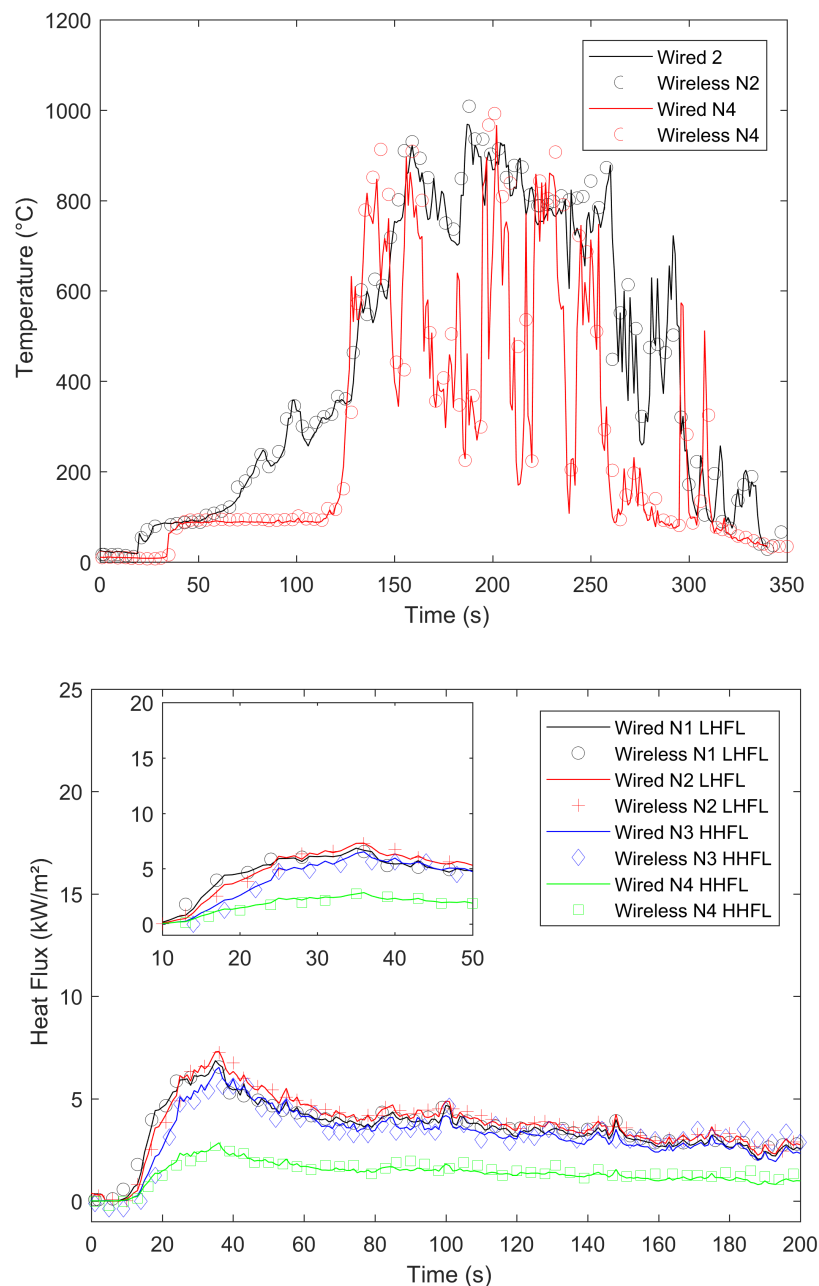 1200
1000
800
600
400
200
0
Temperature (°C)
Wired 2
Wireless N2
Wired N4
Wireless N4
0 50 100 150 200 250 300 350
Time (s)
25
20
15
10
5
0
Heat Flux (kW/m²)
20
15
10
5
0
10 20 30 40 50
Wired N1 LHFL
Wireless N1 LHFL
Wired N2 LHFL
Wireless N2 LHFL
Wired N3 HHFL
Wireless N3 HHFL
Wired N4 HHFL
Wireless N4 HHFL
0 20 40 60 80 100 120 140 160 180 200
Time (s)